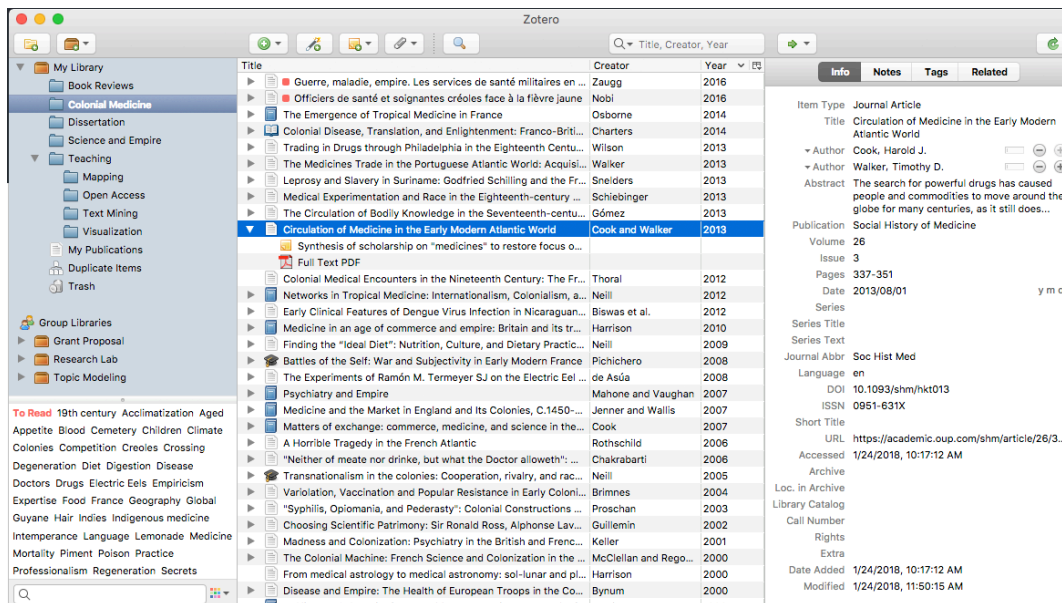 Zotero
Title, Creator, Year
My Library
Book Reviews
Colonial Medicine
Dissertation
Science and Empire
Teaching
Mapping
Open Access
Text Mining
Visualization
My Publications
Duplicate Items
Trash
Group Libraries
Grant Proposal
Research Lab
Topic Modeling
To Read 19th century Acclimatization Aged
Appetite Blood Cemetery Children Climate
Colonies Competition Creoles Crossing
Degeneration Diet Digestion Disease
Doctors Drugs Electric Eels Empiricism
Expertise Food France Geography Global
Guyane Hair Indies Indigenous medicine
Intemperance Language Lemonade Medicine
Mortality Piment Poison Practice
Professionalism Regeneration Secrets
Title Creator Year
Guerre, maladie, empire. Les services de santé militaires en ... Zaugg 2016
Officiers de santé et soignantes créoles face à la fièvre jaune Nobi 2016
The Emergence of Tropical Medicine in France Osborne 2014
Colonial Disease, Translation, and Enlightenment: Franco-Briti... Charters 2014
Trading in Drugs through Philadelphia in the Eighteenth Centu... Wilson 2013
The Medicines Trade in the Portuguese Atlantic World: Acquisi... Walker 2013
Leprosy and Slavery in Suriname: Godfried Schilling and the Fr... Sneiders 2013
Medical Experimentation and Race in the Eighteenth-century ... Schiebinger 2013
The Circulation of Bodily Knowledge in the Seventeenth-centu... Gómez 2013
Circulation of Medicine in the Early Modern Atlantic World Cook and Walker 2013
Synthesis of scholarship on "medicines" to restore focus o...
Full Text PDF
Colonial Medical Encounters in the Nineteenth Century: The Fr... Thoral 2012
Networks in Tropical Medicine: Internationalism, Colonialism, a... Neill 2012
Early Clinical Features of Dengue Virus Infection in Nicaraguan... Biswas et al. 2012
Medicine in an age of commerce and empire: Britain and its tr... Harrison 2010
Finding the “Ideal Diet”: Nutrition, Culture, and Dietary Practic... Neill 2009
Battles of the Self: War and Subjectivity in Early Modern France Pichichero 2008
The Experiments of Ramón M. Termeyer SJ on the Electric Eel ... de Asúa 2008
Psychiatry and Empire Mahone and Vaughan 2007
Medicine and the Market in England and Its Colonies, C.1450-... Jenner and Wallis 2007
Matters of exchange: commerce, medicine, and science in the... Cook 2007
A Horrible Tragedy in the French Atlantic Rothschild 2006
"Neither of meate nor drinke, but what the Doctor alloweth": ... Chakrabarti 2006
Transnationalism in the colonies: Cooperation, rivalry, and rac... Neill 2005
Variolation, Vaccination and Popular Resistance in Early Coloni... Brimnes 2004
"Syphilis, Opiomania, and Pederasty": Colonial Constructions ... Proschan 2003
Choosing Scientific Patrimony: Sir Ronald Ross, Alphonse Lav... Guillemin 2002
Madness and Colonization: Psychiatry in the British and Frenc... Keller 2001
The Colonial Machine: French Science and Colonization in the ... McClellan and Rego... 2000
From medical astrology to medical astronomy: sol-lunar and pl... Harrison 2000
Disease and Empire: The Health of European Troops in the Co... Bynum 2000
Info Notes Tags Related
Item Type Journal Article
Title Circulation of Medicine in the Early Modern
Atlantic World
Author Cook, Harold J.
Author Walker, Timothy D.
Abstract The search for powerful drugs has caused
people and commodities to move around the
globe for many centuries, as it still does...
Publication Social History of Medicine
Volume 26
Issue 3
Pages 337-351
Date 2013/08/01 y m d
Series
Series Title
Series Text
Journal Abbr Soc Hist Med
Language en
DOI 10.1093/shm/hkt013
ISSN 0951-631X
Short Title
URL https://academic.oup.com/shm/article/26/3...
Accessed 1/24/2018, 10:17:12 AM
Archive
Loc. in Archive
Library Catalog
Call Number
Rights
Extra
Date Added 1/24/2018, 10:17:12 AM
Modified 1/24/2018, 11:50:15 AM